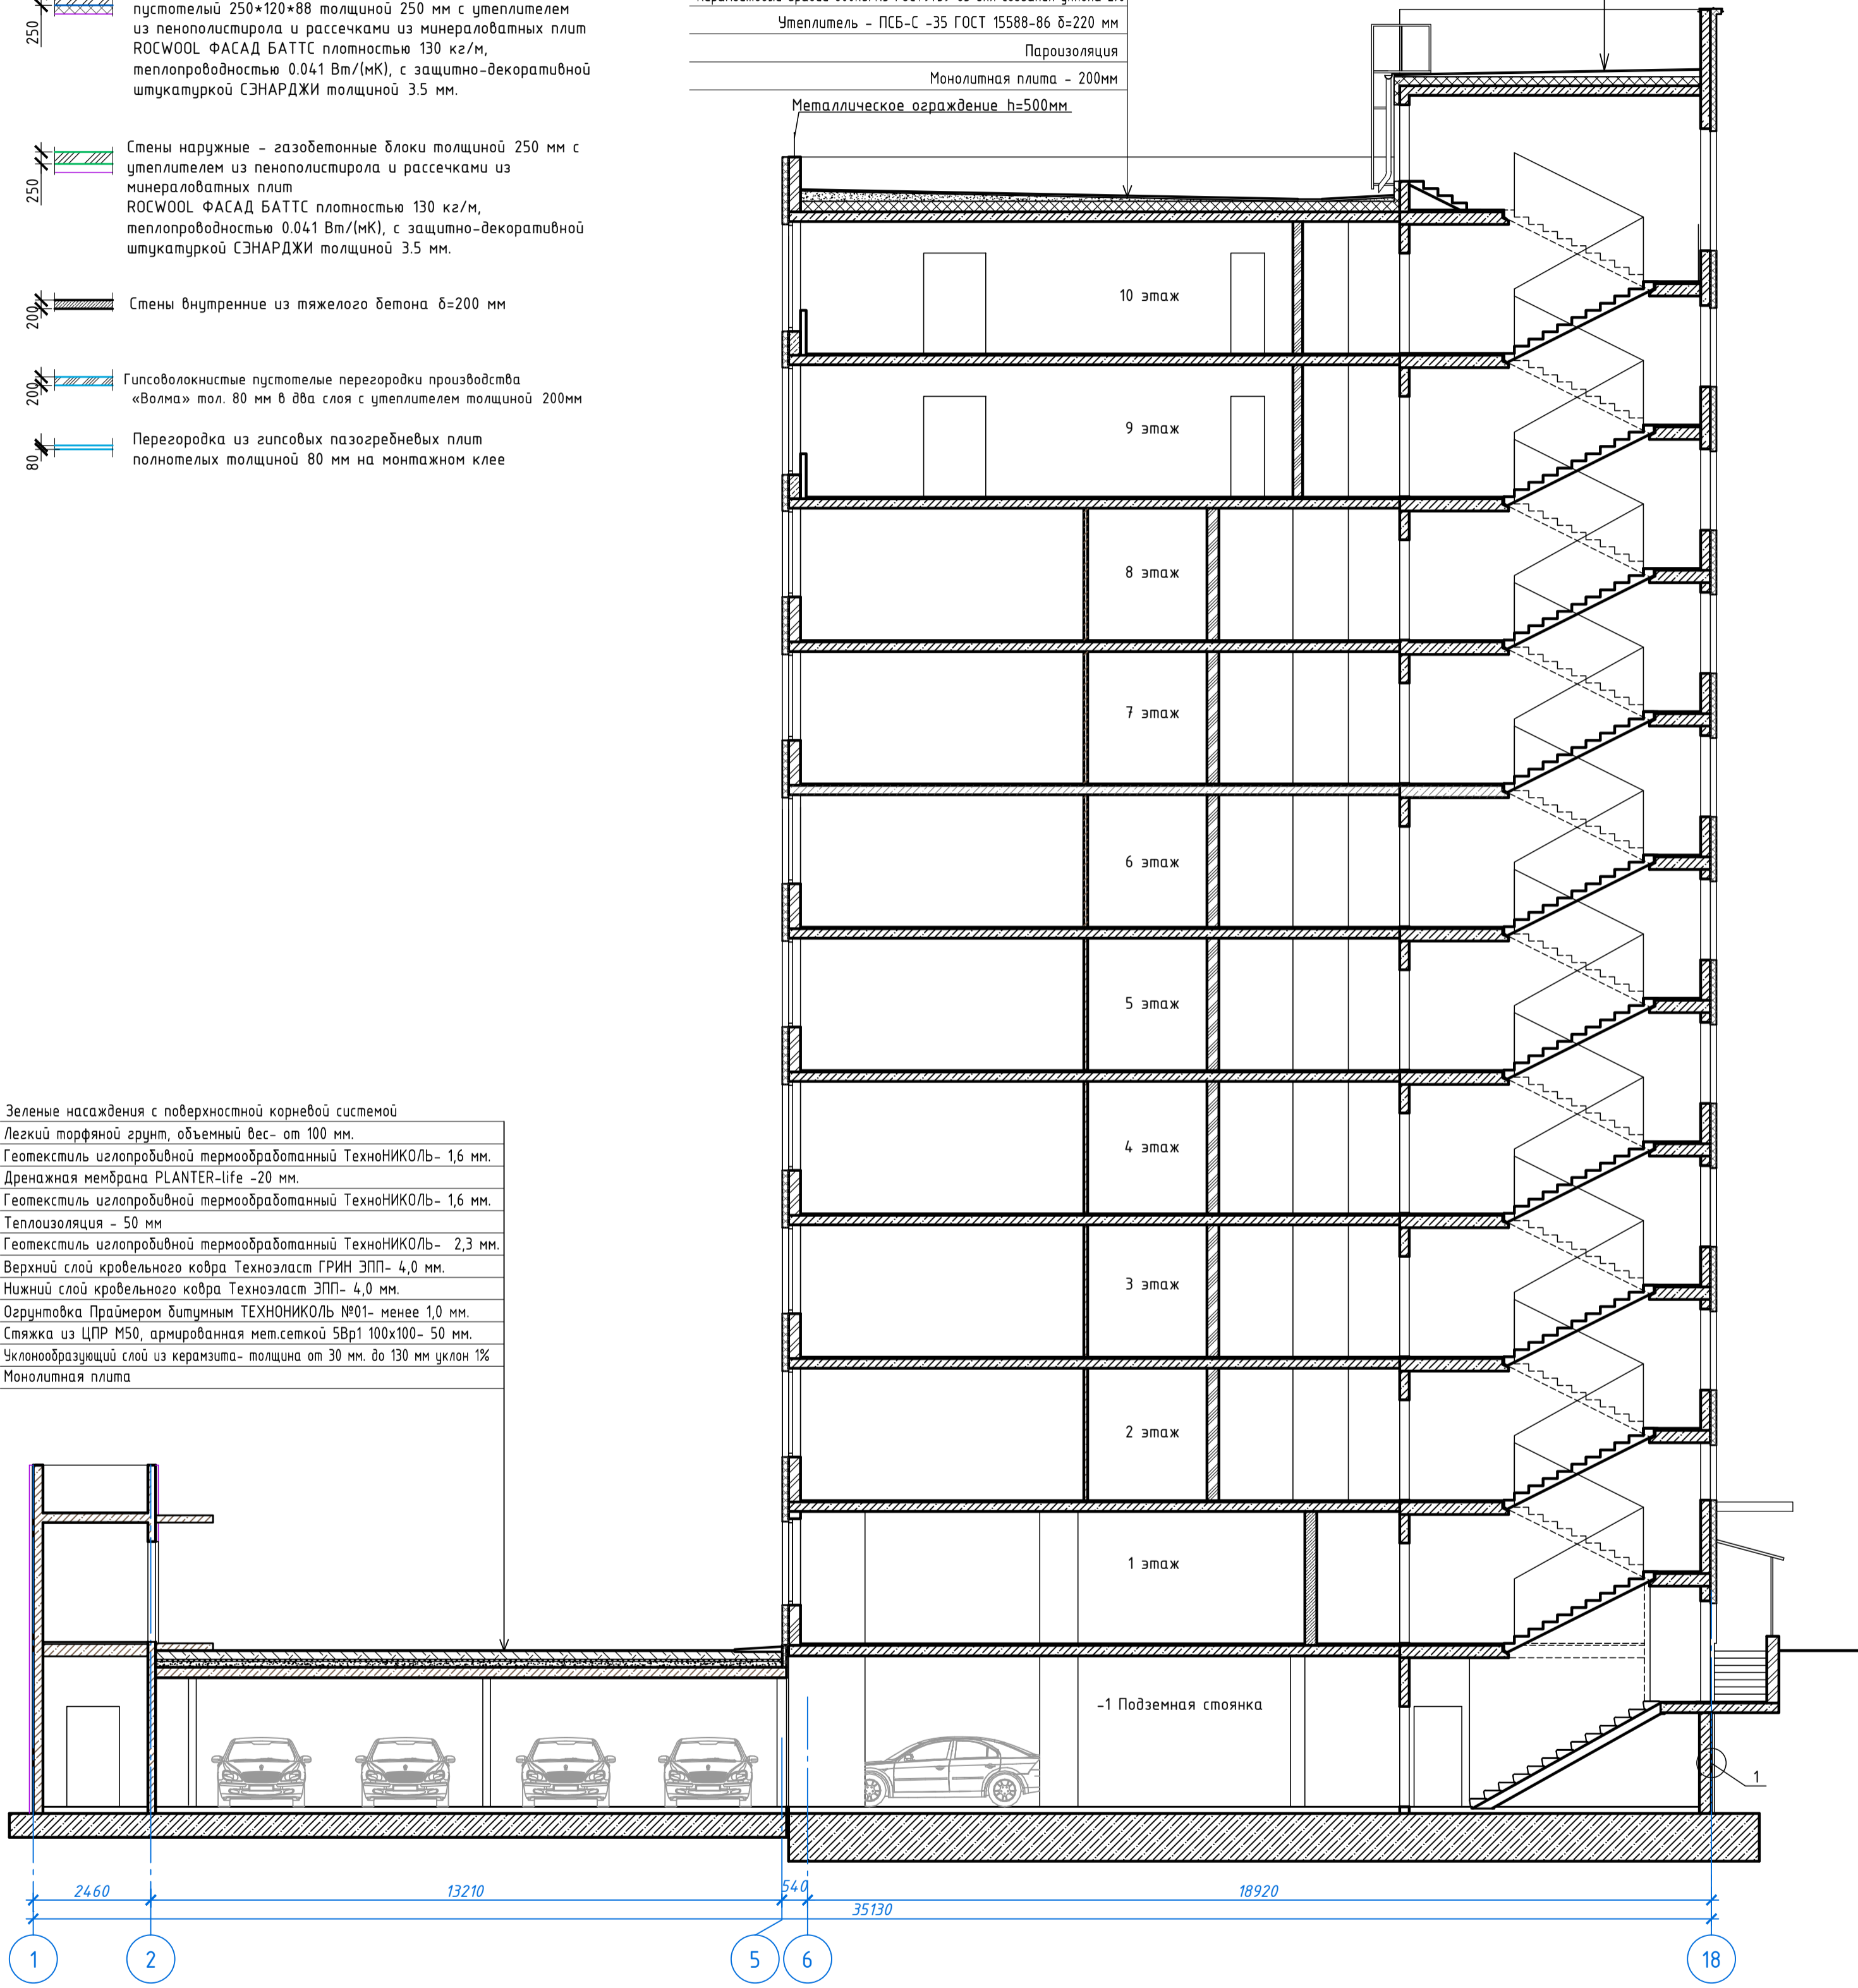 250
пустотелый 250*120*88 толщиной 250 мм с утеплителем
из пенополистирола и рассечками из минераловатных плит
ROCWOOL ФАСАД БАТТС плотностью 130 кг/м,
теплопроводностью 0.041 Вт/(мК), с защитно-декоративной
штукатуркой СЭНАРДЖИ толщиной 3.5 мм.
250
Стены наружные - газобетонные блоки толщиной 250 мм с
утеплителем из пенополистирола и рассечками из
минераловатных плит
ROCWOOL ФАСАД БАТТС плотностью 130 кг/м,
теплопроводностью 0.041 Вт/(мК), с защитно-декоративной
штукатуркой СЭНАРДЖИ толщиной 3.5 мм.
200
Стены внутренние из тяжелого бетона δ=200 мм
200
Гипсоволокнистые пустотелые перегородки производства
«Волма» тол. 80 мм в два слоя с утеплителем толщиной 200мм
80
Перегородка из гипсовых пазогребневых плит
полнотелых толщиной 80 мм на монтажном клее
Утеплитель - ПСБ-С -35 ГОСТ 15588-86 δ=220 мм
Пароизоляция
Монолитная плита - 200мм
Металлическое ограждение h=500мм
10 этаж
9 этаж
8 этаж
7 этаж
6 этаж
5 этаж
4 этаж
3 этаж
2 этаж
1 этаж
-1 Подземная стоянка
1
Зеленые насаждения с поверхностной корневой системой
Легкий торфяной грунт, объемный вес- от 100 мм.
Геотекстиль иглопробивной термообработанный ТехноНИКОЛЬ- 1,6 мм.
Дренажная мембрана PLANTER-life -20 мм.
Геотекстиль иглопробивной термообработанный ТехноНИКОЛЬ- 1,6 мм.
Теплоизоляция - 50 мм
Геотекстиль иглопробивной термообработанный ТехноНИКОЛЬ- 2,3 мм.
Верхний слой кровельного ковра Техноэласт ГРИН ЭПП- 4,0 мм.
Нижний слой кровельного ковра Техноэласт ЭПП- 4,0 мм.
Огрунтовка Праймером битумным ТЕХНОНИКОЛЬ №01- менее 1,0 мм.
Стяжка из ЦПР М50, армированная мет.сеткой 5Вр1 100х100- 50 мм.
Уклонообразующий слой из керамзита- толщина от 30 мм. до 130 мм уклон 1%
Монолитная плита
2460
13210
540
18920
35130
1
2
5
6
18